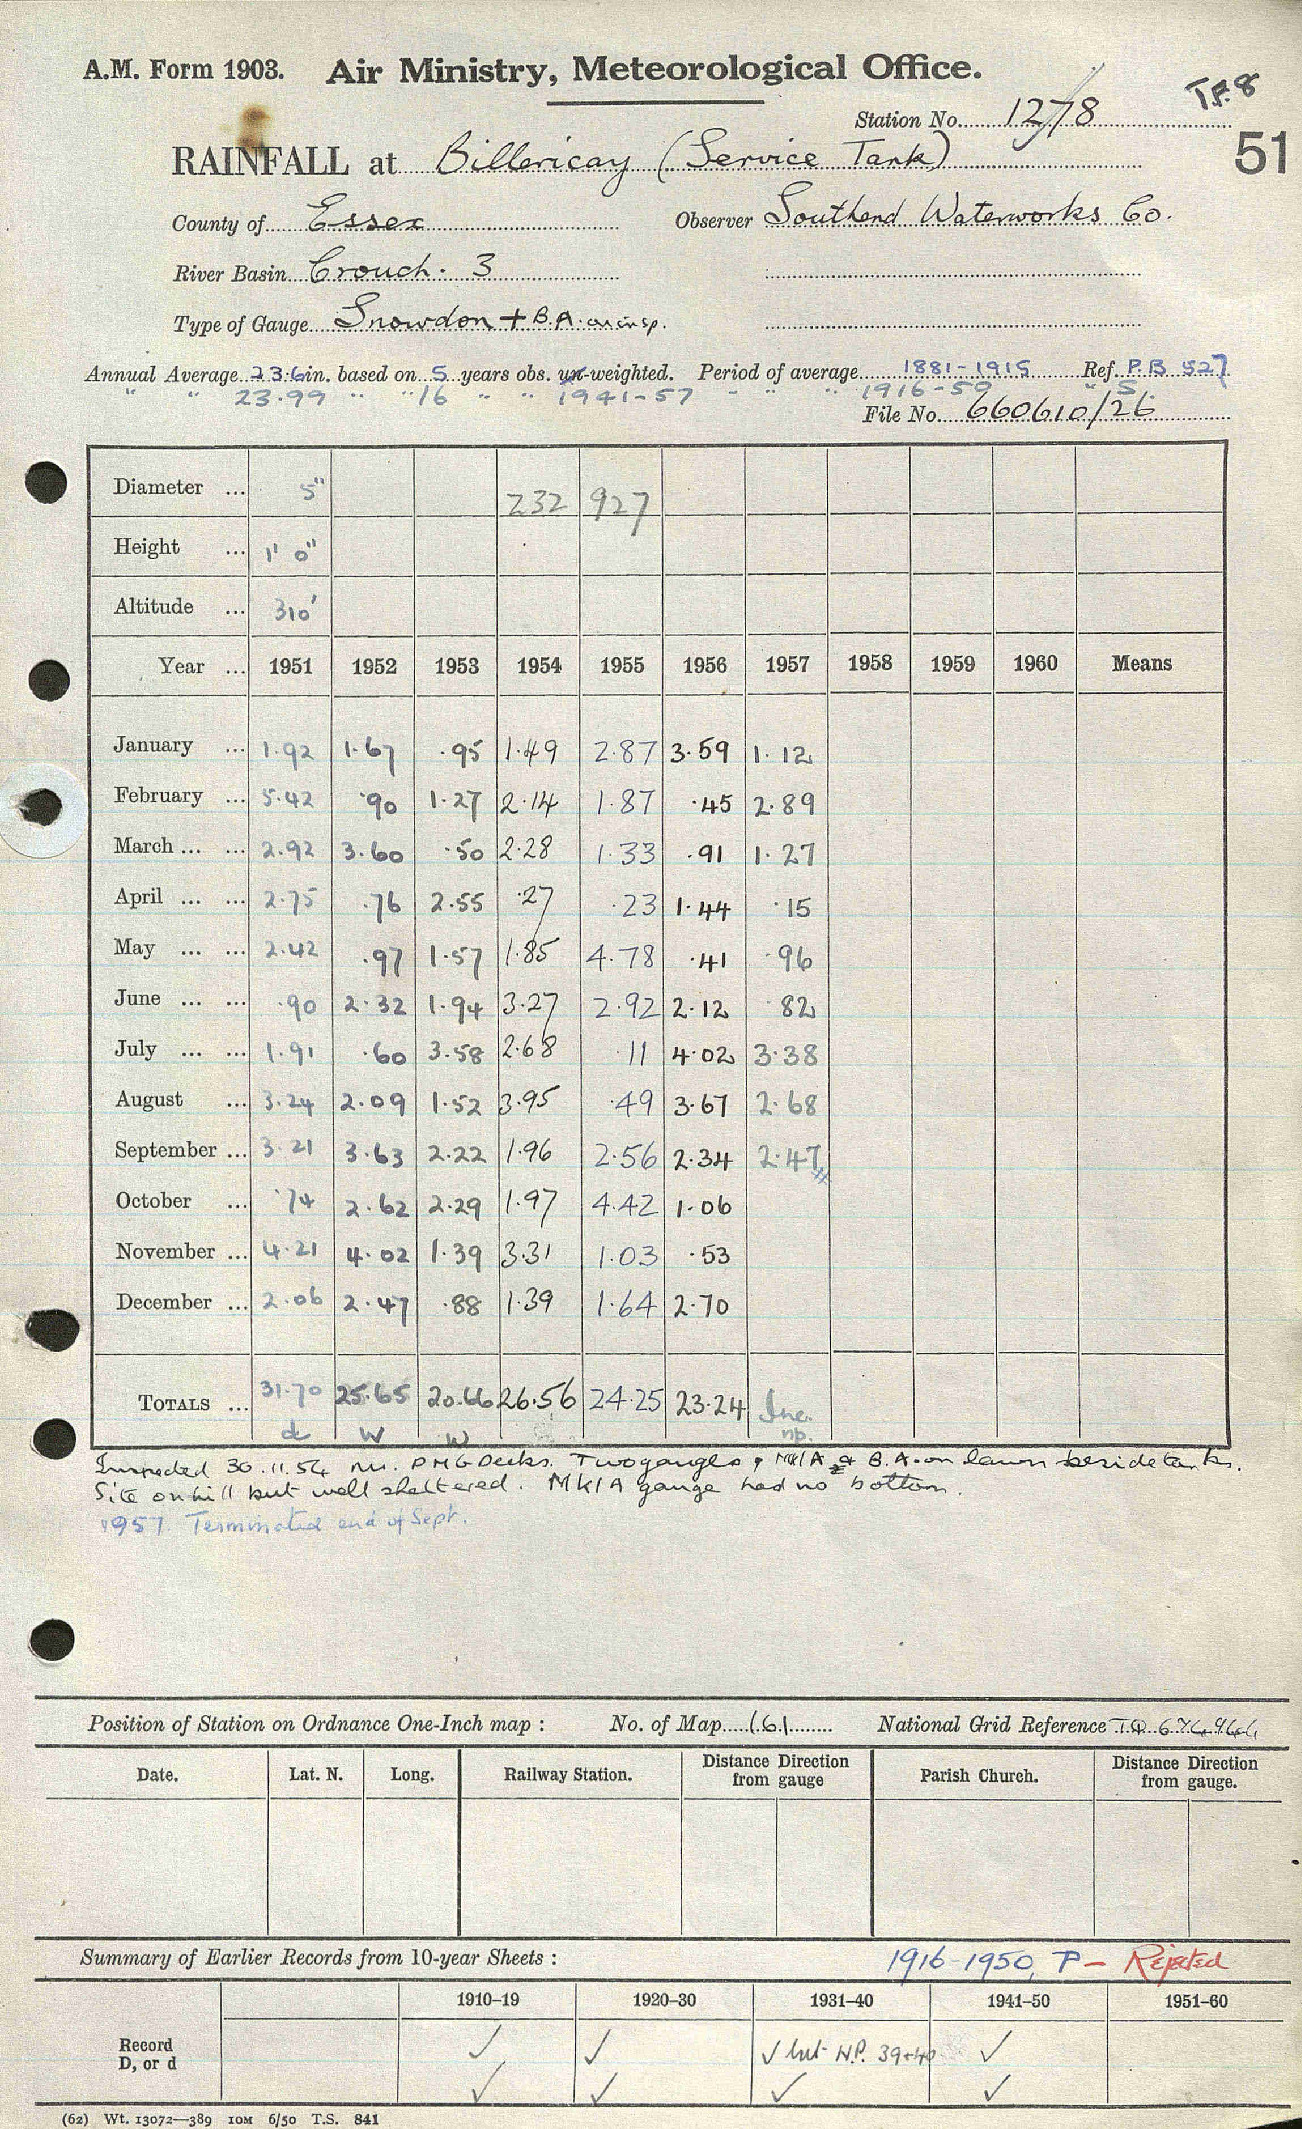 A.M. Form 1903. Air Ministry, Meteorological Office.
T.F. 8
Station No. 1278
51
RAINFALL at Billericay (Service Tank)
County of Essex Observer Southend Waterworks Co.
River Basin Crouch. 3
Type of Gauge Snowdon + B.A. on insp.
Annual Average 23.6 in. based on 5 years obs. un-weighted. Period of average 1881-1915 Ref. P.B 527
" " 23.99 " "16 " " 1941-57 - " " 1916-50 " S.
File No. 660610/26
Diameter ... 5" 232 927
Height ... 1' 0"
Altitude ... 310'
Year ... 1951 1952 1953 1954 1955 1956 1957 1958 1959 1960 Means
January ... 1.92 1.67 .95 1.49 2.87 3.59 1.12
February ... 5.42 .90 1.27 2.14 1.87 .45 2.89
March ... ... 2.92 3.60 .50 2.28 1.33 .91 1.27
April ... ... 2.75 .76 2.55 .27 .23 1.44 .15
May ... ... 2.42 .97 1.57 1.85 4.78 .41 .96
June ... ... .90 2.32 1.94 3.27 2.92 2.12 .82
July ... ... 1.91 .60 3.58 2.68 .11 4.02 3.38
August ... 3.24 2.09 1.52 3.95 .49 3.67 2.68
September ... 3.21 3.63 2.22 1.96 2.56 2.34 2.47
October ... .74 2.62 2.29 1.97 4.42 1.06
November ... 4.21 4.02 1.39 3.31 1.03 .53
December ... 2.06 2.47 .88 1.39 1.64 2.70
TOTALS ... 31.70 25.65 20.66 26.56 24.25 23.24 Inc.
d W W np.
Inspected 30.11.54 Mr. P M G Deeks. Two gauges, Mk1A & B.A. on lawn beside tanks.
Site on hill but well sheltered. Mk1A gauge had no bottom.
1957 Terminated end of Sept.
Position of Station on Ordnance One-Inch map : No. of Map 161 National Grid Reference TQ
Date. Lat. N. Long. Railway Station. Distance Direction from gauge Parish Church. Distance Direction from gauge.
Summary of Earlier Records from 10-year Sheets : 1916-1950, P - Rejected
1910–19 1920–30 1931–40 1941–50 1951–60
Record ✓ ✓ ✓ but N.P. 39+40 ✓
D, or d ✓ ✓ ✓ ✓
(62) Wt. 13072—389 10M 6/50 T.S. 841